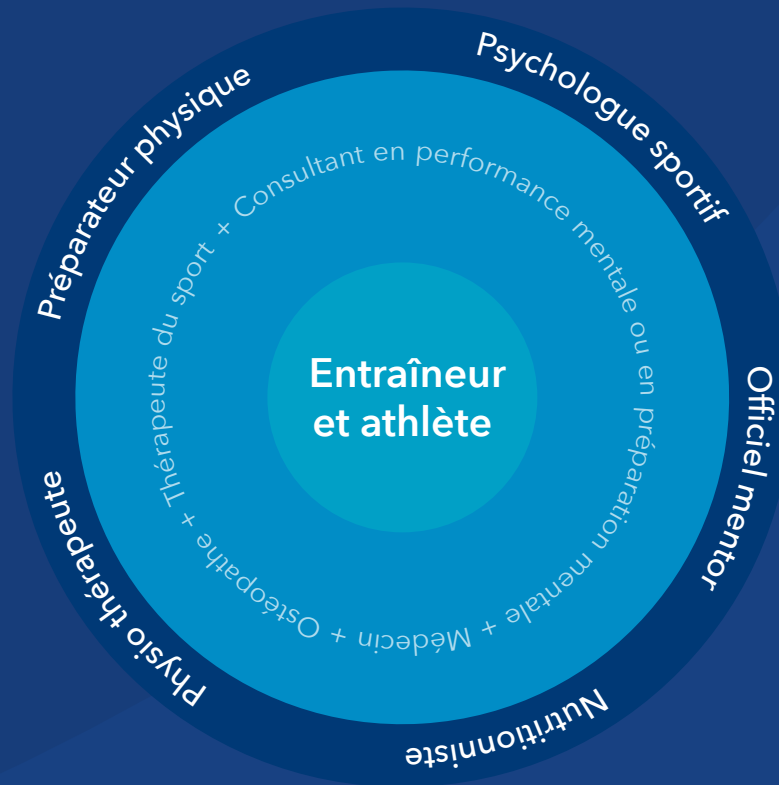 Préparateur physique
Psychologue sportif
Officiel mentor
Nutritionniste
Physio thérapeute
Consultant en performance mentale ou en préparation mentale + Médecin + Ostéopathe + Thérapeute du sport +
Entraîneur
et athlète